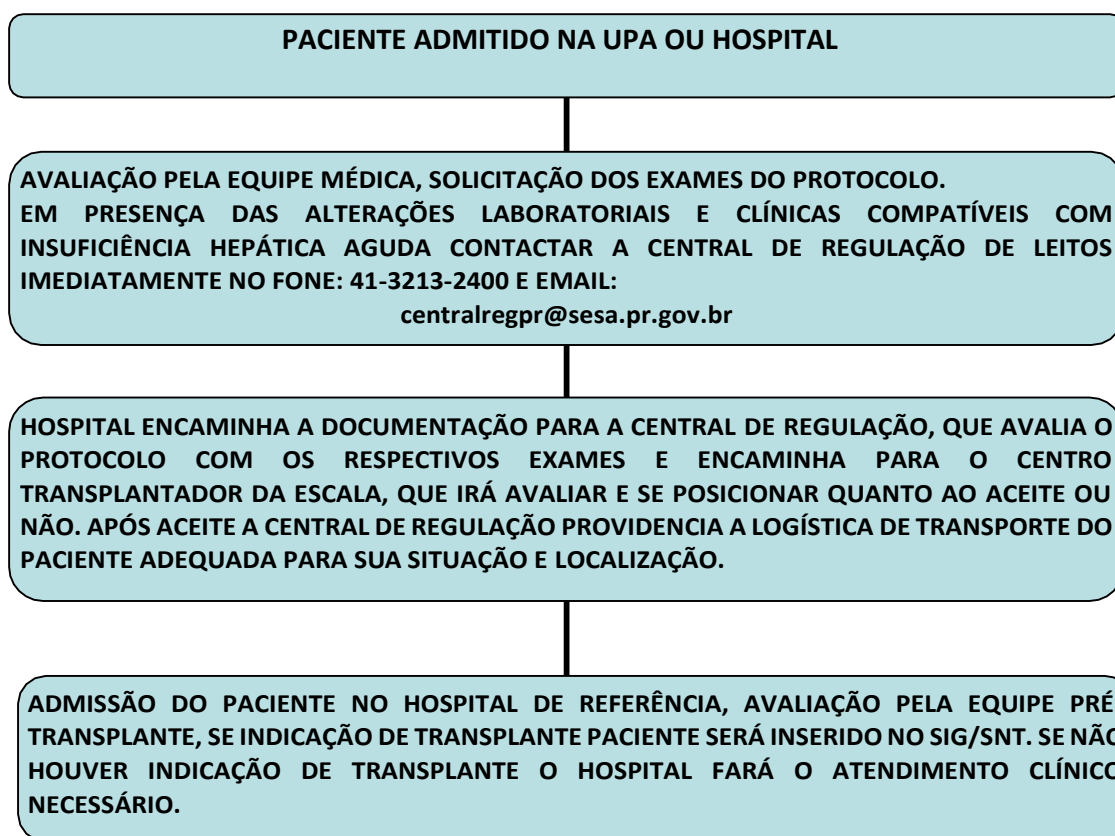 PACIENTE ADMITIDO NA UPA OU HOSPITAL
AVALIAÇÃO PELA EQUIPE MÉDICA, SOLICITAÇÃO DOS EXAMES DO PROTOCOLO.
EM PRESENÇA DAS ALTERAÇÕES LABORATORIAIS E CLÍNICAS COMPATÍVEIS COM
INSUFICIÊNCIA HEPÁTICA AGUDA CONTACTAR A CENTRAL DE REGULAÇÃO DE LEITOS
IMEDIATAMENTE NO FONE: 41-3213-2400 E EMAIL:
centralregpr@sesa.pr.gov.br
HOSPITAL ENCAMINHA A DOCUMENTAÇÃO PARA A CENTRAL DE REGULAÇÃO, QUE AVALIA O
PROTOCOLO COM OS RESPECTIVOS EXAMES E ENCAMINHA PARA O CENTRO
TRANSPLANTADOR DA ESCALA, QUE IRÁ AVALIAR E SE POSICIONAR QUANTO AO ACEITE OU
NÃO. APÓS ACEITE A CENTRAL DE REGULAÇÃO PROVIDENCIA A LOGÍSTICA DE TRANSPORTE DO
PACIENTE ADEQUADA PARA SUA SITUAÇÃO E LOCALIZAÇÃO.
ADMISSÃO DO PACIENTE NO HOSPITAL DE REFERÊNCIA, AVALIAÇÃO PELA EQUIPE PRÉ
TRANSPLANTE, SE INDICAÇÃO DE TRANSPLANTE PACIENTE SERÁ INSERIDO NO SIG/SNT. SE NÃO
HOUVER INDICAÇÃO DE TRANSPLANTE O HOSPITAL FARÁ O ATENDIMENTO CLÍNICO
NECESSÁRIO.